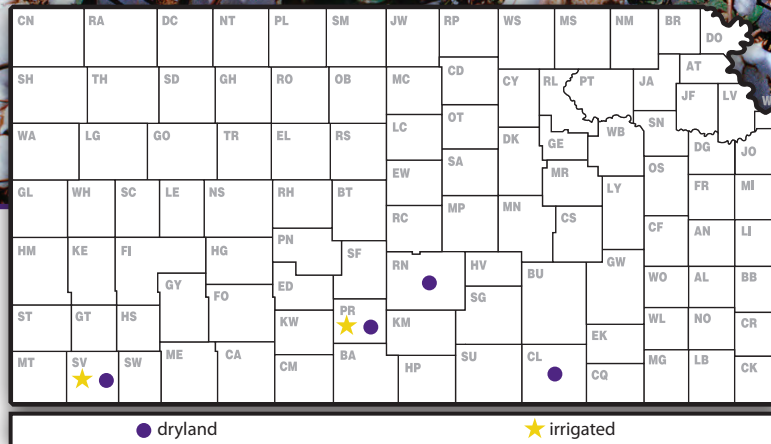 CN RA DC NT PL SM JW RP WS MS NM BR DO
SH TH SD GH RO OB MC CD CY RL PT JA AT JF LV W
WA LG GO TR EL RS LC OT DK GE WB SN DG JO
GL WH SC LE NS RH BT EW SA MR LY OS FR MI
HM KE FI HG PN SF RC MP MN CS CF AN LI
GY FO ED RN HV BU GW WO AL BB
ST GT HS KW PR KM SG EK WL NO CR
MT SV SW ME CA CM BA HP SU CL CQ MG LB CK
dryland irrigated